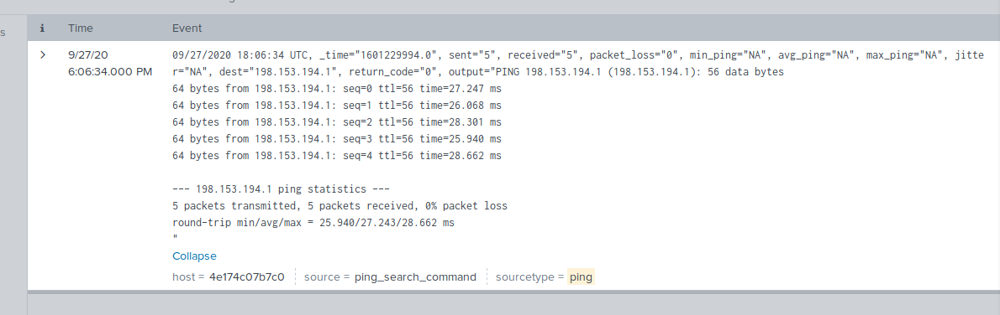 i Time Event
9/27/20 09/27/2020 18:06:34 UTC, _time="1601229994.0", sent="5", received="5", packet_loss="0", min_ping="NA", avg_ping="NA", max_ping="NA", jitte
6:06:34.000 PM r="NA", dest="198.153.194.1", return_code="0", output="PING 198.153.194.1 (198.153.194.1): 56 data bytes
64 bytes from 198.153.194.1: seq=0 ttl=56 time=27.247 ms
64 bytes from 198.153.194.1: seq=1 ttl=56 time=26.068 ms
64 bytes from 198.153.194.1: seq=2 ttl=56 time=28.301 ms
64 bytes from 198.153.194.1: seq=3 ttl=56 time=25.940 ms
64 bytes from 198.153.194.1: seq=4 ttl=56 time=28.662 ms
--- 198.153.194.1 ping statistics ---
5 packets transmitted, 5 packets received, 0% packet loss
round-trip min/avg/max = 25.940/27.243/28.662 ms
"
Collapse
host = 4e174c07b7c0 source = ping_search_command sourcetype = ping